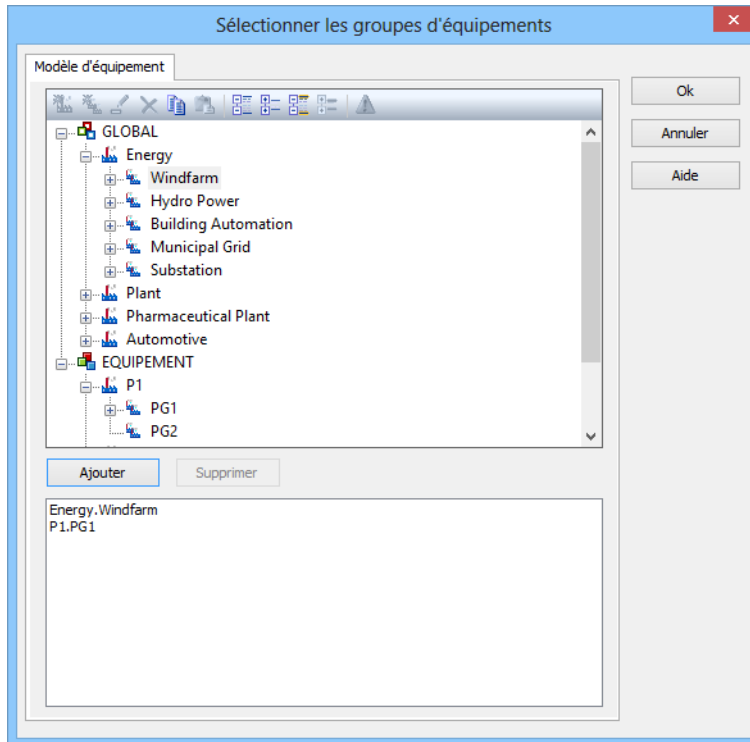 Sélectionner les groupes d'équipements
Modèle d'équipement
Ok
Annuler
Aide
GLOBAL
Energy
Windfarm
Hydro Power
Building Automation
Municipal Grid
Substation
Plant
Pharmaceutical Plant
Automotive
EQUIPEMENT
P1
PG1
PG2
Ajouter
Supprimer
Energy.Windfarm
P1.PG1